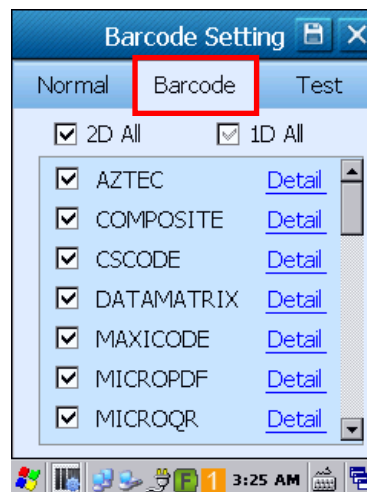 Barcode Setting
Normal Barcode Test
2D All 1D All
AZTEC Detail
COMPOSITE Detail
CSCODE Detail
DATAMATRIX Detail
MAXICODE Detail
MICROPDF Detail
MICROQR Detail
F 1 3:25 AM